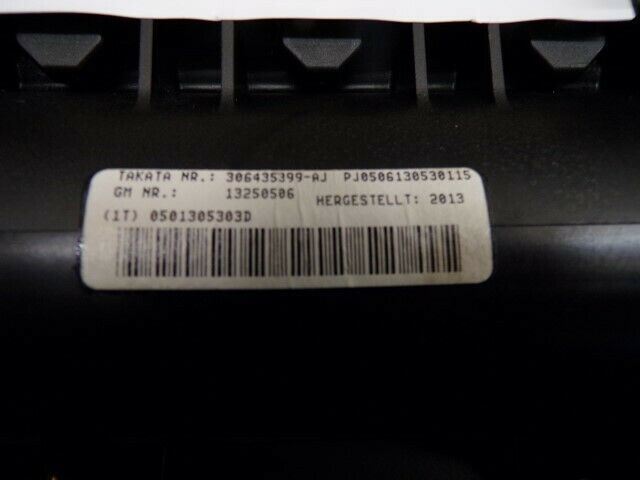 TAKATA NR.: 306435399-AJ PJ0506130530115
GM NR.: 13250506 HERGESTELLT: 2013
(1T) 0501305303D